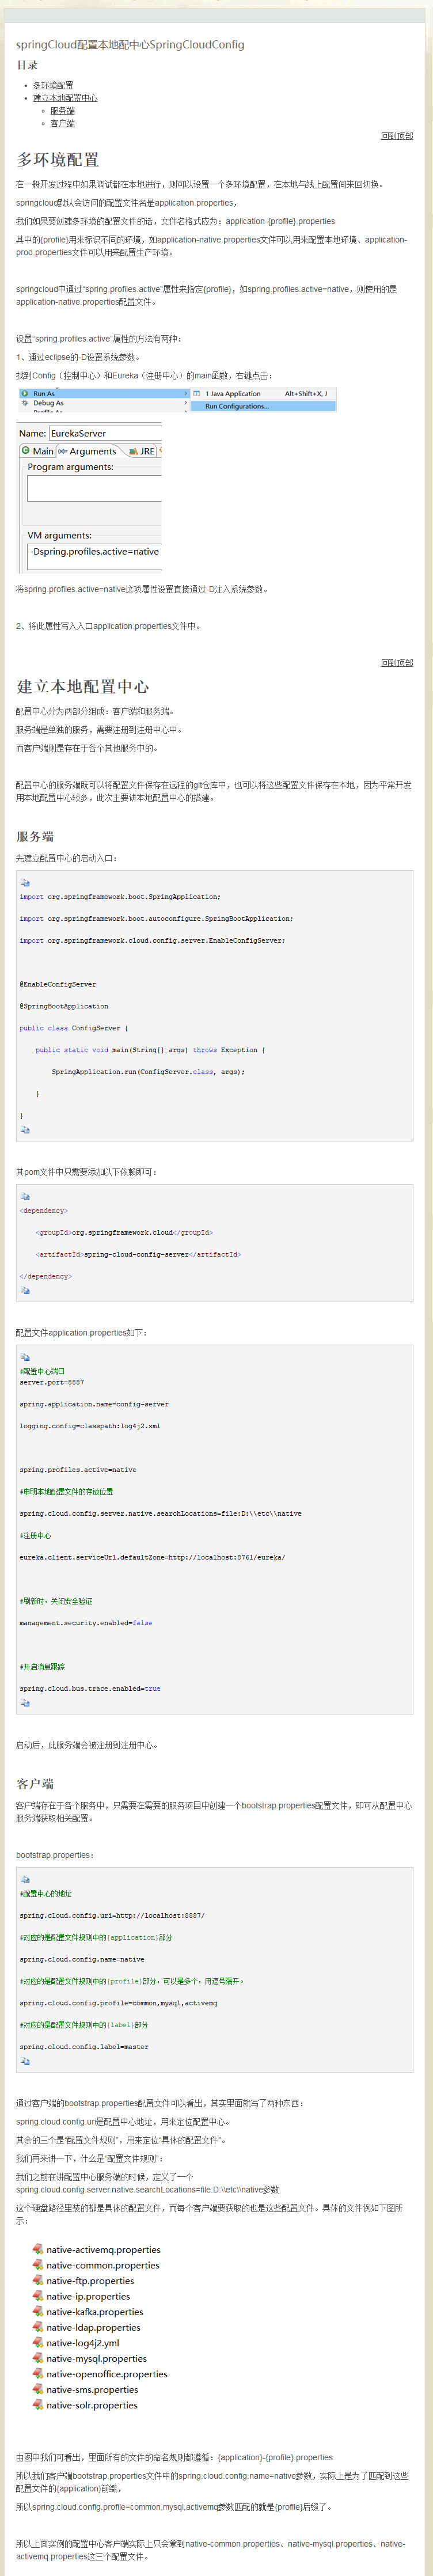 springCloud配置本地配中心SpringCloudConfig
目录
多环境配置
建立本地配置中心
服务端
客户端
回到顶部
多环境配置
在一般开发过程中如果调试都在本地进行，则可以设置一个多环境配置，在本地与线上配置间来回切换。
springcloud默认会访问的配置文件名是application.properties，
我们如果要创建多环境的配置文件的话，文件名格式应为：application-{profile}.properties
其中的{profile}用来标识不同的环境，如application-native.properties文件可以用来配置本地环境、application-
prod.properties文件可以用来配置生产环境。
springcloud中通过“spring.profiles.active”属性来指定{profile}，如spring.profiles.active=native，则使用的是
application-native.properties配置文件。
设置“spring.profiles.active”属性的方法有两种：
1、通过eclipse的-D设置系统参数。
找到Config（控制中心）和Eureka（注册中心）的main函数，右键点击：
Run As
1 Java Application Alt+Shift+X, J
Debug As
Run Configurations...
Profile As
Name: EurekaServer
Main (x)= Arguments JRE
Program arguments:
VM arguments:
-Dspring.profiles.active=native
将spring.profiles.active=native这项属性设置直接通过-D注入系统参数。
2、将此属性写入入口application.properties文件中。
回到顶部
建立本地配置中心
配置中心分为两部分组成：客户端和服务端。
服务端是单独的服务，需要注册到注册中心中。
而客户端则是存在于各个其他服务中的。
配置中心的服务端既可以将配置文件保存在远程的git仓库中，也可以将这些配置文件保存在本地，因为平常开发
用本地配置中心较多，此次主要讲本地配置中心的搭建。
服务端
先建立配置中心的启动入口：
import org.springframework.boot.SpringApplication;
import org.springframework.boot.autoconfigure.SpringBootApplication;
import org.springframework.cloud.config.server.EnableConfigServer;
@EnableConfigServer
@SpringBootApplication
public class ConfigServer {
public static void main(String[] args) throws Exception {
SpringApplication.run(ConfigServer.class, args);
}
}
其pom文件中只需要添加以下依赖即可：
<dependency>
<groupId>org.springframework.cloud</groupId>
<artifactId>spring-cloud-config-server</artifactId>
</dependency>
配置文件application.properties如下：
#配置中心端口
server.port=8887
spring.application.name=config-server
logging.config=classpath:log4j2.xml
spring.profiles.active=native
#申明本地配置文件的存放位置
spring.cloud.config.server.native.searchLocations=file:D:\\etc\\native
#注册中心
eureka.client.serviceUrl.defaultZone=http://localhost:8761/eureka/
#刷新时，关闭安全验证
management.security.enabled=false
#开启消息跟踪
spring.cloud.bus.trace.enabled=true
启动后，此服务端会被注册到注册中心。
客户端
客户端存在于各个服务中，只需要在需要的服务项目中创建一个bootstrap.properties配置文件，即可从配置中心
服务端获取相关配置。
bootstrap.properties：
#配置中心的地址
spring.cloud.config.uri=http://localhost:8887/
#对应的是配置文件规则中的{application}部分
spring.cloud.config.name=native
#对应的是配置文件规则中的{profile}部分，可以是多个，用逗号隔开。
spring.cloud.config.profile=common,mysql,activemq
#对应的是配置文件规则中的{label}部分
spring.cloud.config.label=master
通过客户端的bootstrap.properties配置文件可以看出，其实里面就写了两种东西：
spring.cloud.config.uri是配置中心地址，用来定位配置中心。
其余的三个是“配置文件规则”，用来定位“具体的配置文件”。
我们再来讲一下，什么是“配置文件规则”：
我们之前在讲配置中心服务端的时候，定义了一个
spring.cloud.config.server.native.searchLocations=file:D:\\etc\\native参数
这个硬盘路径里装的都是具体的配置文件，而每个客户端要获取的也是这些配置文件。具体的文件例如下图所
示：
native-activemq.properties
native-common.properties
native-ftp.properties
native-ip.properties
native-kafka.properties
native-ldap.properties
native-log4j2.yml
native-mysql.properties
native-openoffice.properties
native-sms.properties
native-solr.properties
由图中我们可看出，里面所有的文件的命名规则都遵循：{application}-{profile}.properties
所以我们客户端bootstrap.properties文件中的spring.cloud.config.name=native参数，实际上是为了匹配到这些
配置文件的{application}前缀，
所以spring.cloud.config.profile=common,mysql,activemq参数匹配的就是{profile}后缀了。
所以上面实例的配置中心客户端实际上只会拿到native-common.properties、native-mysql.properties、native-
activemq.properties这三个配置文件。